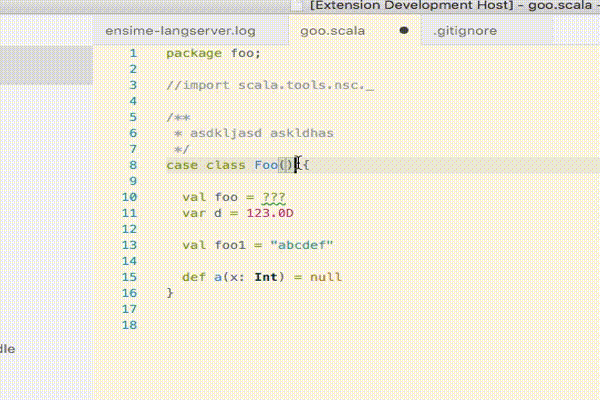 [Extension Development Host] - goo.scala -
ensime-langserver.log goo.scala .gitignore
1 package foo;
2
3 //import scala.tools.nsc._
4
5 /**
6 * asdkljasd askldhas
7 */
8 case class Foo() {
9
10 val foo = ???
11 var d = 123.0D
12
13 val foo1 = "abcdef"
14
15 def a(x: Int) = null
16 }
17
18
dle